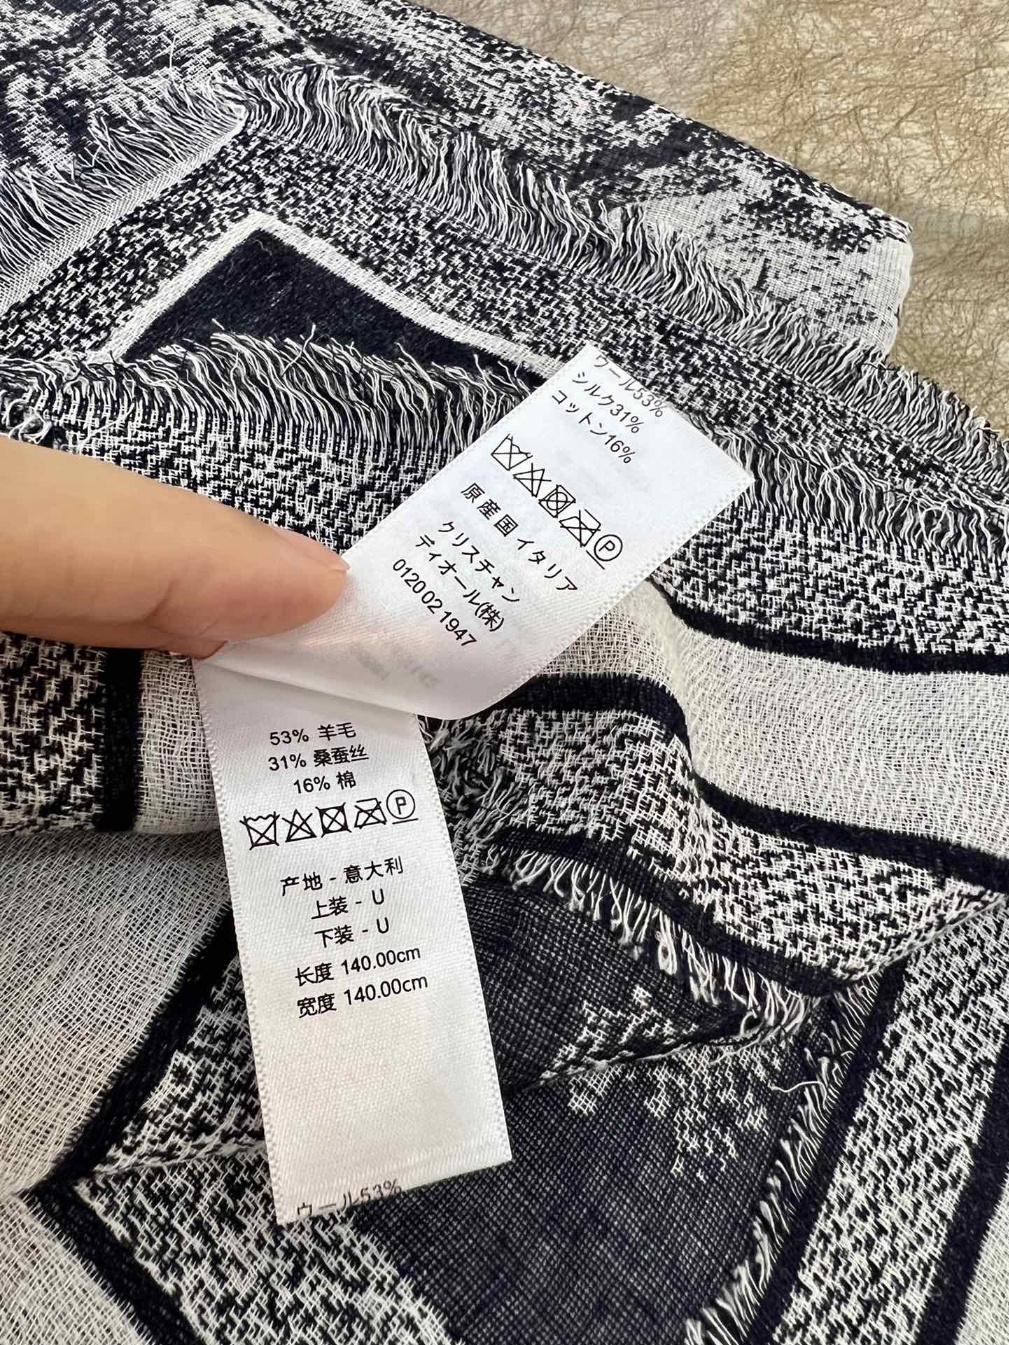 ウール53%
シルク31%
コットン16%
P
原産国 イタリア
クリスチャン
ディオール(株)
0120021947
53% 羊毛
31% 桑蚕丝
16% 棉
P
产地 - 意大利
上装 - U
下装 - U
长度 140.00cm
宽度 140.00cm
ウール53%